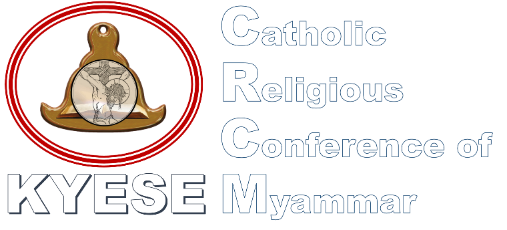 Catholic
Religious
Conference of
KYESE Myammar